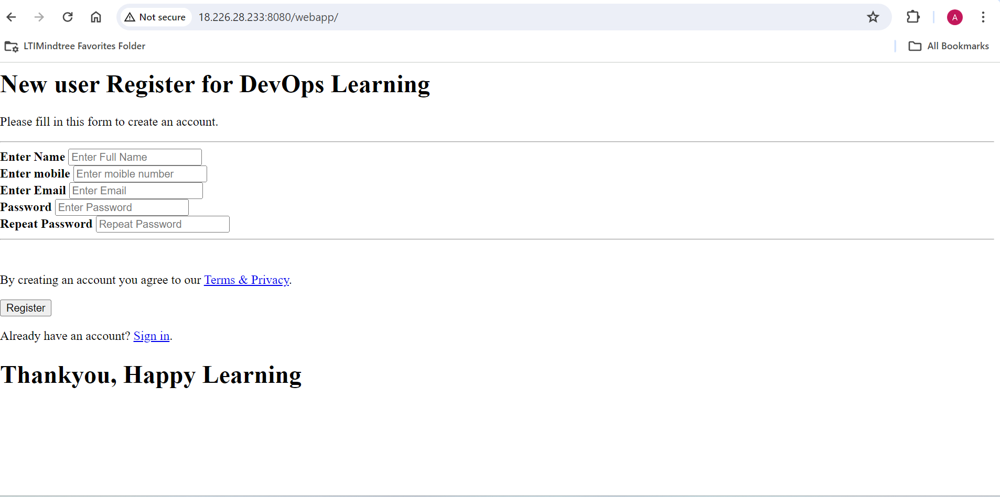 Not secure 18.226.28.233:8080/webapp/ A
LTIMindtree Favorites Folder All Bookmarks
New user Register for DevOps Learning
Please fill in this form to create an account.
Enter Name Enter Full Name
Enter mobile Enter moible number
Enter Email Enter Email
Password Enter Password
Repeat Password Repeat Password
By creating an account you agree to our Terms & Privacy.
Register
Already have an account? Sign in.
Thankyou, Happy Learning